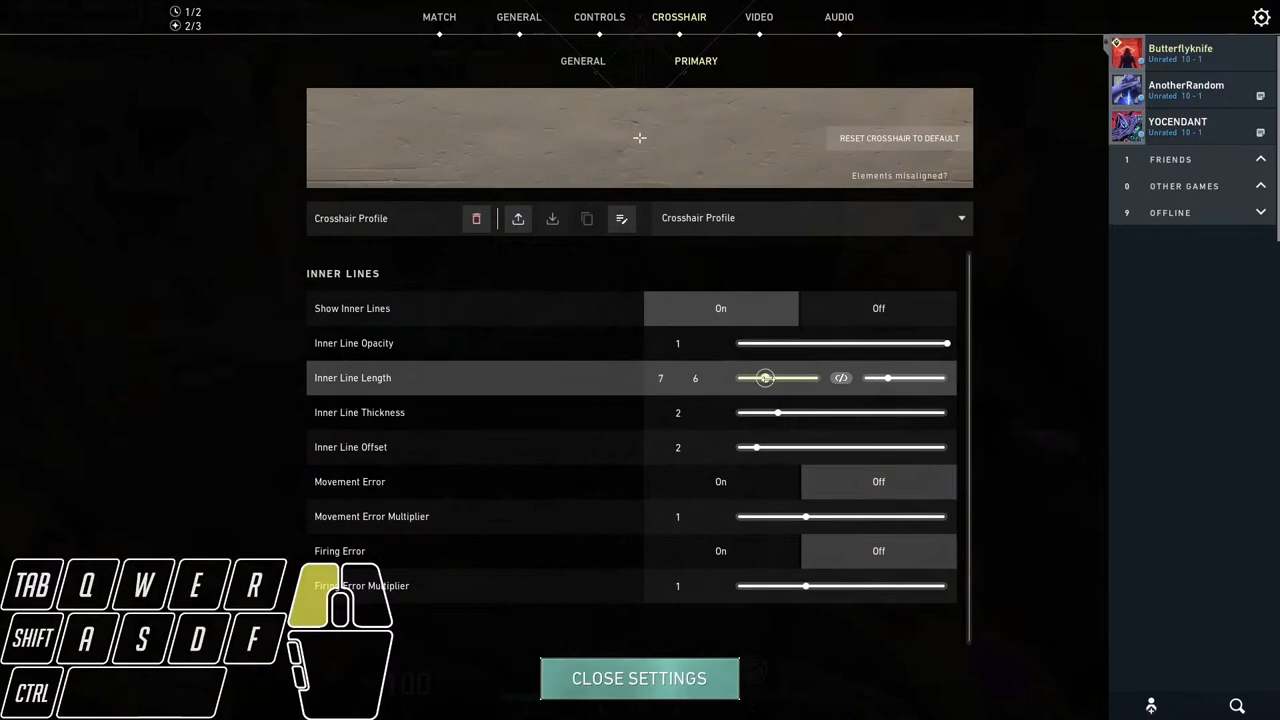 1/2
2/3
MATCH
GENERAL
CONTROLS
CROSSHAIR
VIDEO
AUDIO
GENERAL
PRIMARY
RESET CROSSHAIR TO DEFAULT
Elements misaligned?
Crosshair Profile
Crosshair Profile
INNER LINES
Show Inner Lines On Off
Inner Line Opacity 1
Inner Line Length 7 6
Inner Line Thickness 2
Inner Line Offset 2
Movement Error On Off
Movement Error Multiplier 1
Firing Error On Off
Firing Error Multiplier 1
CLOSE SETTINGS
Butterflyknife
Unrated 10 - 1
AnotherRandom
Unrated 10 - 1
YOCENDANT
Unrated 10 - 1
1 FRIENDS
0 OTHER GAMES
9 OFFLINE
TAB Q W E R
SHIFT A S D F
CTRL